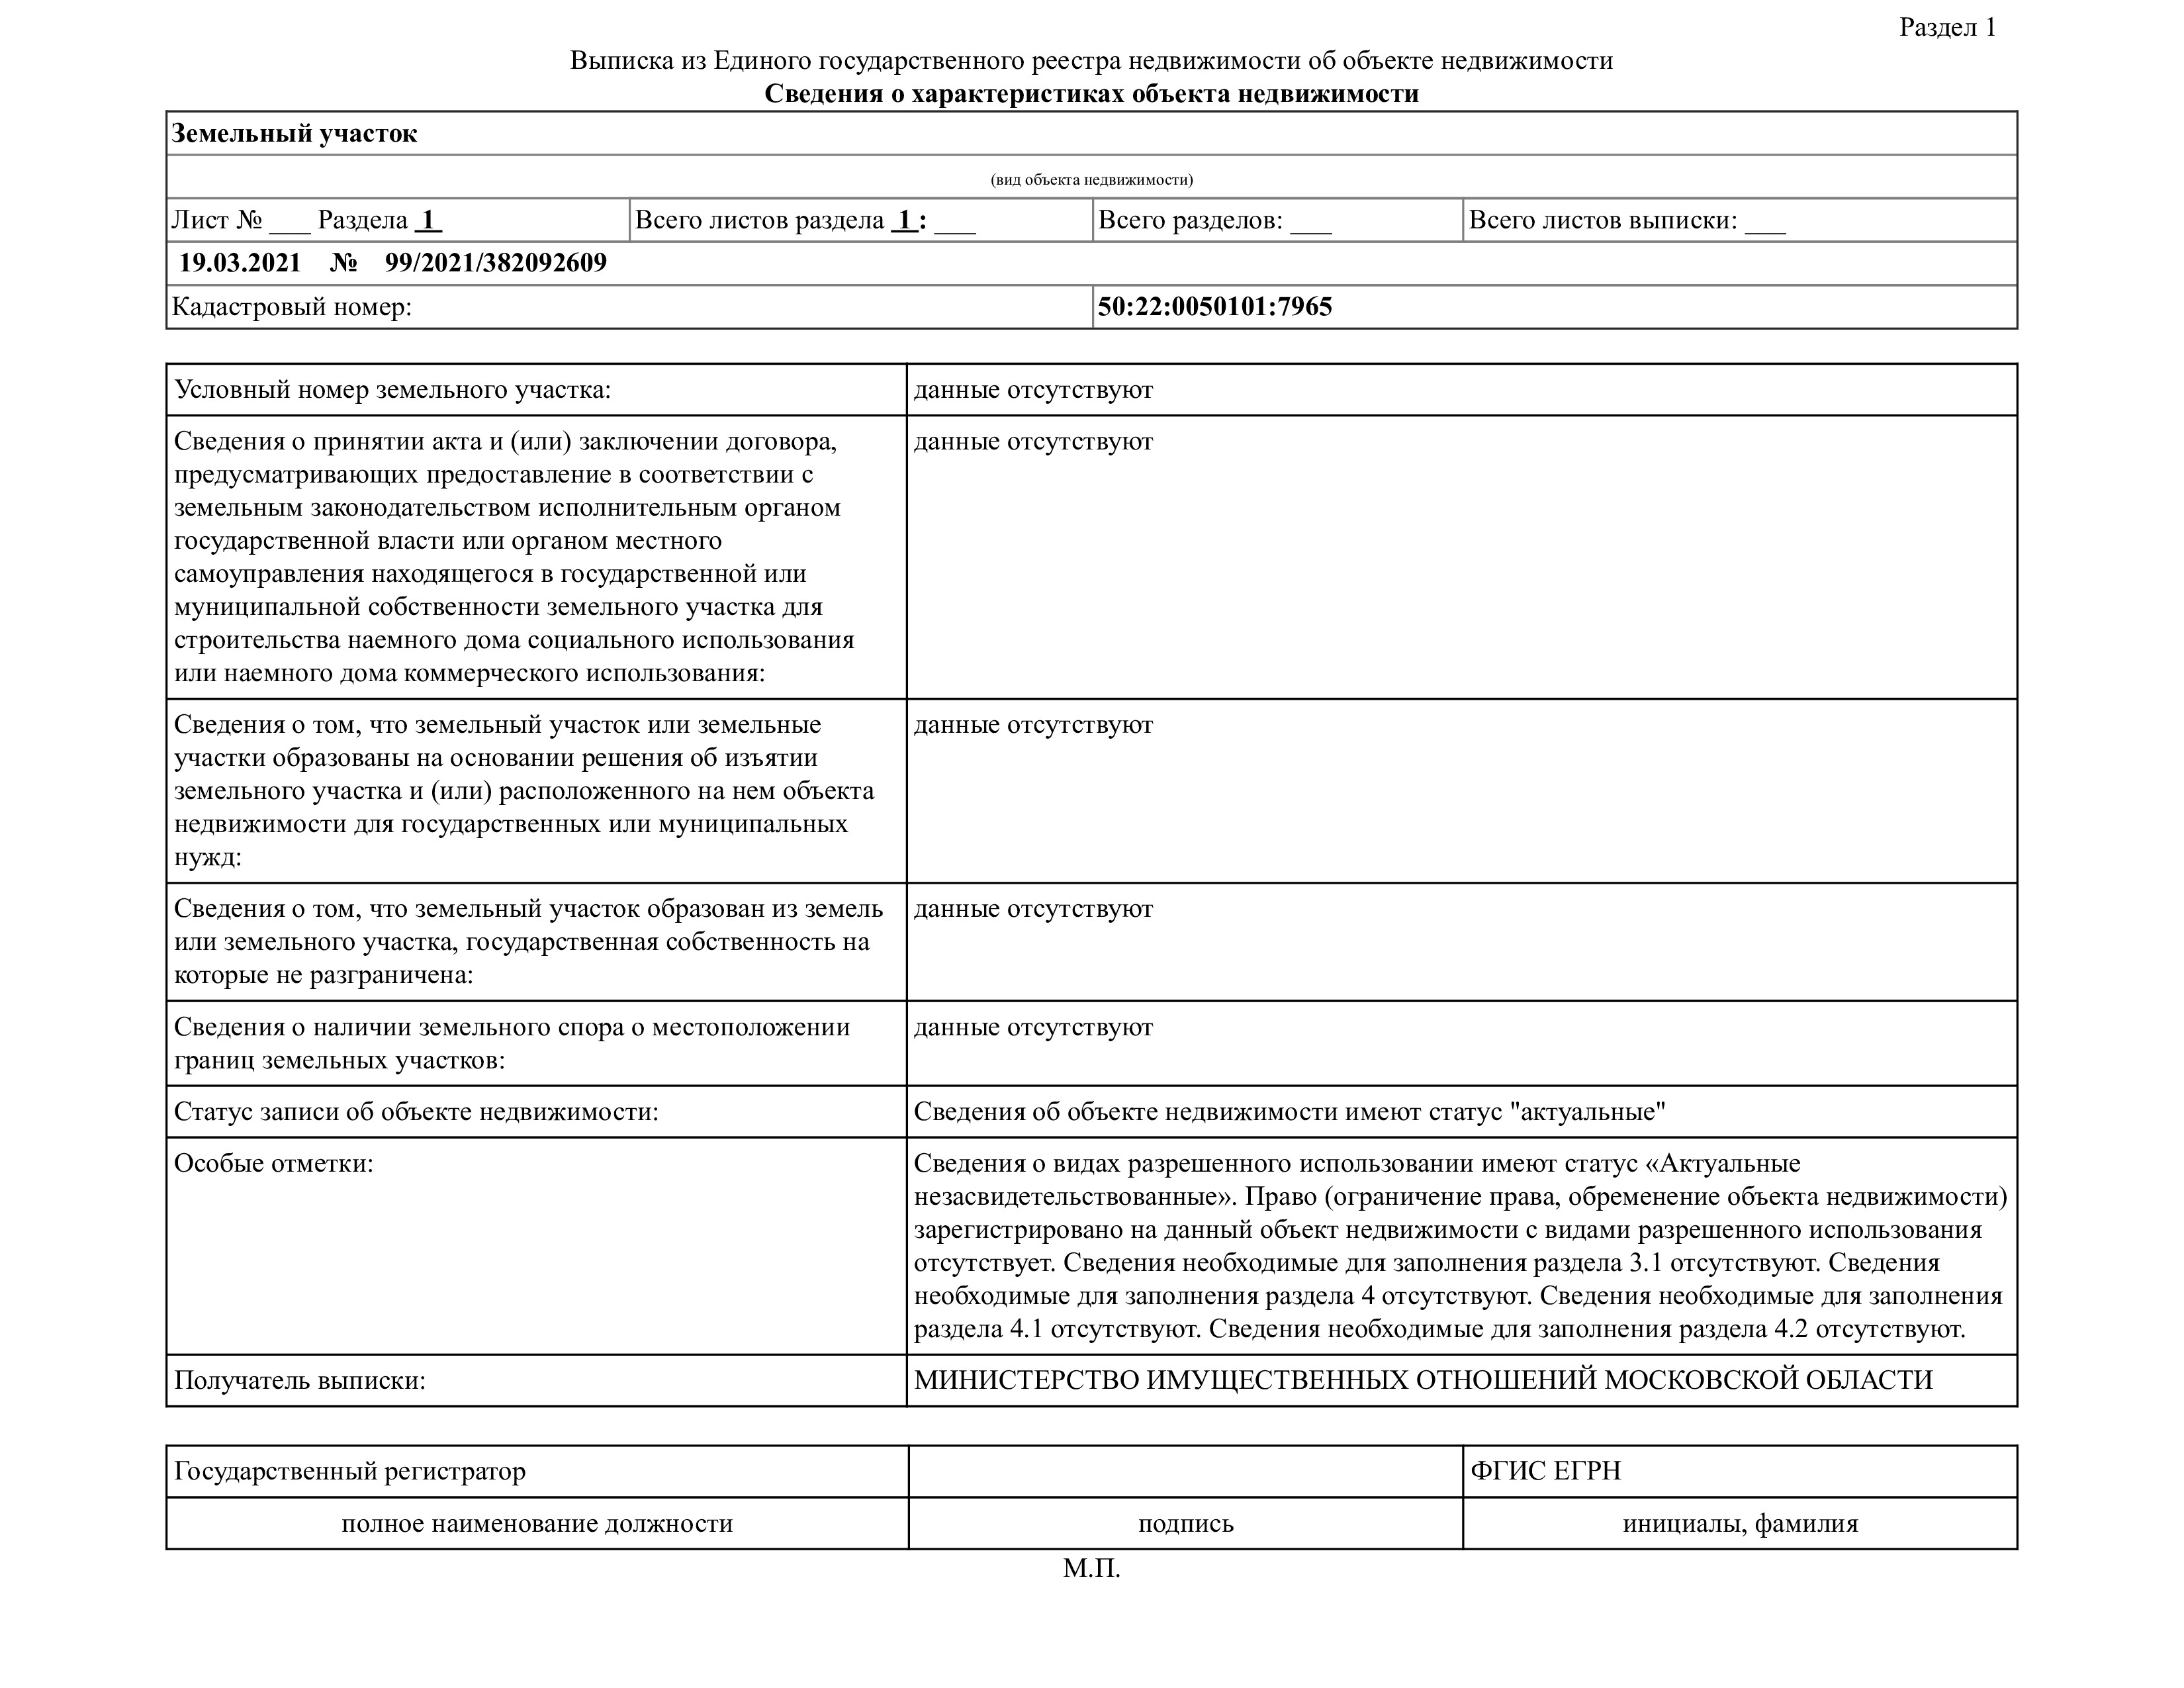 Раздел 1
Выписка из Единого государственного реестра недвижимости об объекте недвижимости
Сведения о характеристиках объекта недвижимости
Земельный участок
(вид объекта недвижимости)
Лист № ___ Раздела 1 Всего листов раздела 1 : ___ Всего разделов: ___ Всего листов выписки: ___
19.03.2021 № 99/2021/382092609
Кадастровый номер: 50:22:0050101:7965
Условный номер земельного участка: данные отсутствуют
Сведения о принятии акта и (или) заключении договора, данные отсутствуют
предусматривающих предоставление в соответствии с
земельным законодательством исполнительным органом
государственной власти или органом местного
самоуправления находящегося в государственной или
муниципальной собственности земельного участка для
строительства наемного дома социального использования
или наемного дома коммерческого использования:
Сведения о том, что земельный участок или земельные данные отсутствуют
участки образованы на основании решения об изъятии
земельного участка и (или) расположенного на нем объекта
недвижимости для государственных или муниципальных
нужд:
Сведения о том, что земельный участок образован из земель данные отсутствуют
или земельного участка, государственная собственность на
которые не разграничена:
Сведения о наличии земельного спора о местоположении данные отсутствуют
границ земельных участков:
Статус записи об объекте недвижимости: Сведения об объекте недвижимости имеют статус "актуальные"
Особые отметки: Сведения о видах разрешенного использовании имеют статус «Актуальные
незасвидетельствованные». Право (ограничение права, обременение объекта недвижимости)
зарегистрировано на данный объект недвижимости с видами разрешенного использования
отсутствует. Сведения необходимые для заполнения раздела 3.1 отсутствуют. Сведения
необходимые для заполнения раздела 4 отсутствуют. Сведения необходимые для заполнения
раздела 4.1 отсутствуют. Сведения необходимые для заполнения раздела 4.2 отсутствуют.
Получатель выписки: МИНИСТЕРСТВО ИМУЩЕСТВЕННЫХ ОТНОШЕНИЙ МОСКОВСКОЙ ОБЛАСТИ
Государственный регистратор ФГИС ЕГРН
полное наименование должности подпись инициалы, фамилия
М.П.